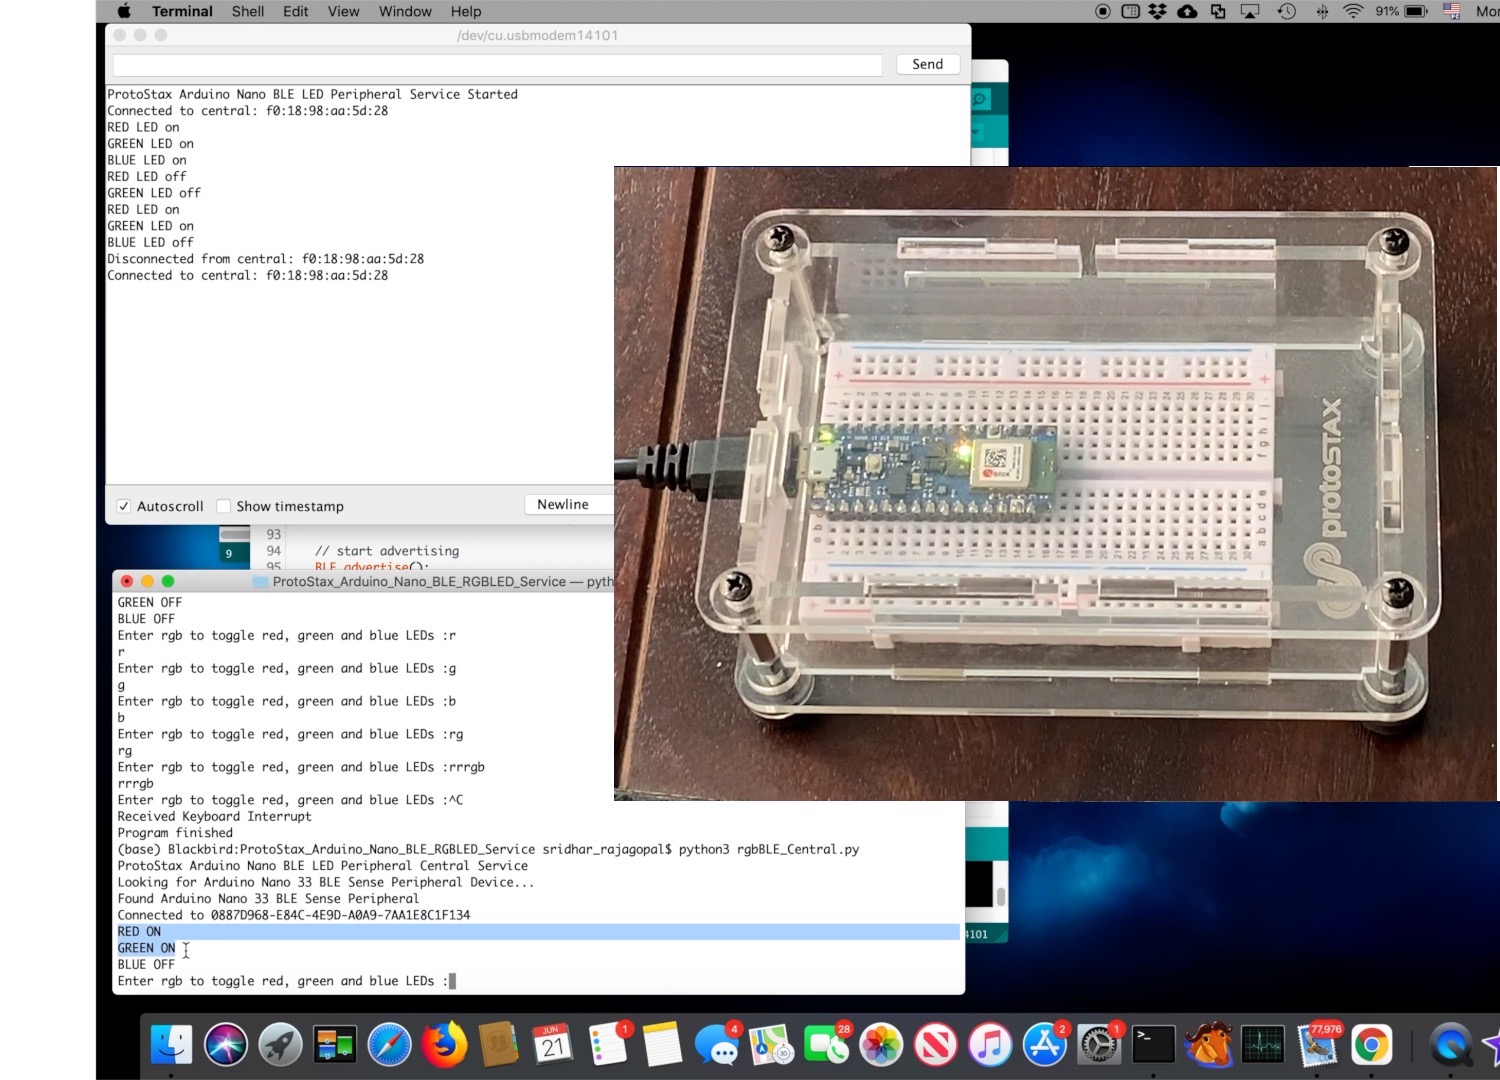 Terminal Shell Edit View Window Help 91% Mon
/dev/cu.usbmodem14101
Send
ProtoStax Arduino Nano BLE LED Peripheral Service Started
Connected to central: f0:18:98:aa:5d:28
RED LED on
GREEN LED on
BLUE LED on
RED LED off
GREEN LED off
RED LED on
GREEN LED on
BLUE LED off
Disconnected from central: f0:18:98:aa:5d:28
Connected to central: f0:18:98:aa:5d:28
protoSTAX
Autoscroll Show timestamp Newline
93
9 94 // start advertising
95 BLE.advertise();
ProtoStax_Arduino_Nano_BLE_RGBLED_Service — pyth
GREEN OFF
BLUE OFF
Enter rgb to toggle red, green and blue LEDs :r
r
Enter rgb to toggle red, green and blue LEDs :g
g
Enter rgb to toggle red, green and blue LEDs :b
b
Enter rgb to toggle red, green and blue LEDs :rg
rg
Enter rgb to toggle red, green and blue LEDs :rrrgb
rrrgb
Enter rgb to toggle red, green and blue LEDs :^C
Received Keyboard Interrupt
Program finished
(base) Blackbird:ProtoStax_Arduino_Nano_BLE_RGBLED_Service sridhar_rajagopal$ python3 rgbBLE_Central.py
ProtoStax Arduino Nano BLE LED Peripheral Central Service
Looking for Arduino Nano 33 BLE Sense Peripheral Device...
Found Arduino Nano 33 BLE Sense Peripheral
Connected to 0887D968-E84C-4E9D-A0A9-7AA1E8C1F134
RED ON
GREEN ON
BLUE OFF
Enter rgb to toggle red, green and blue LEDs :
4101
JUN
21
1
4
3D
28
2
1
77,976